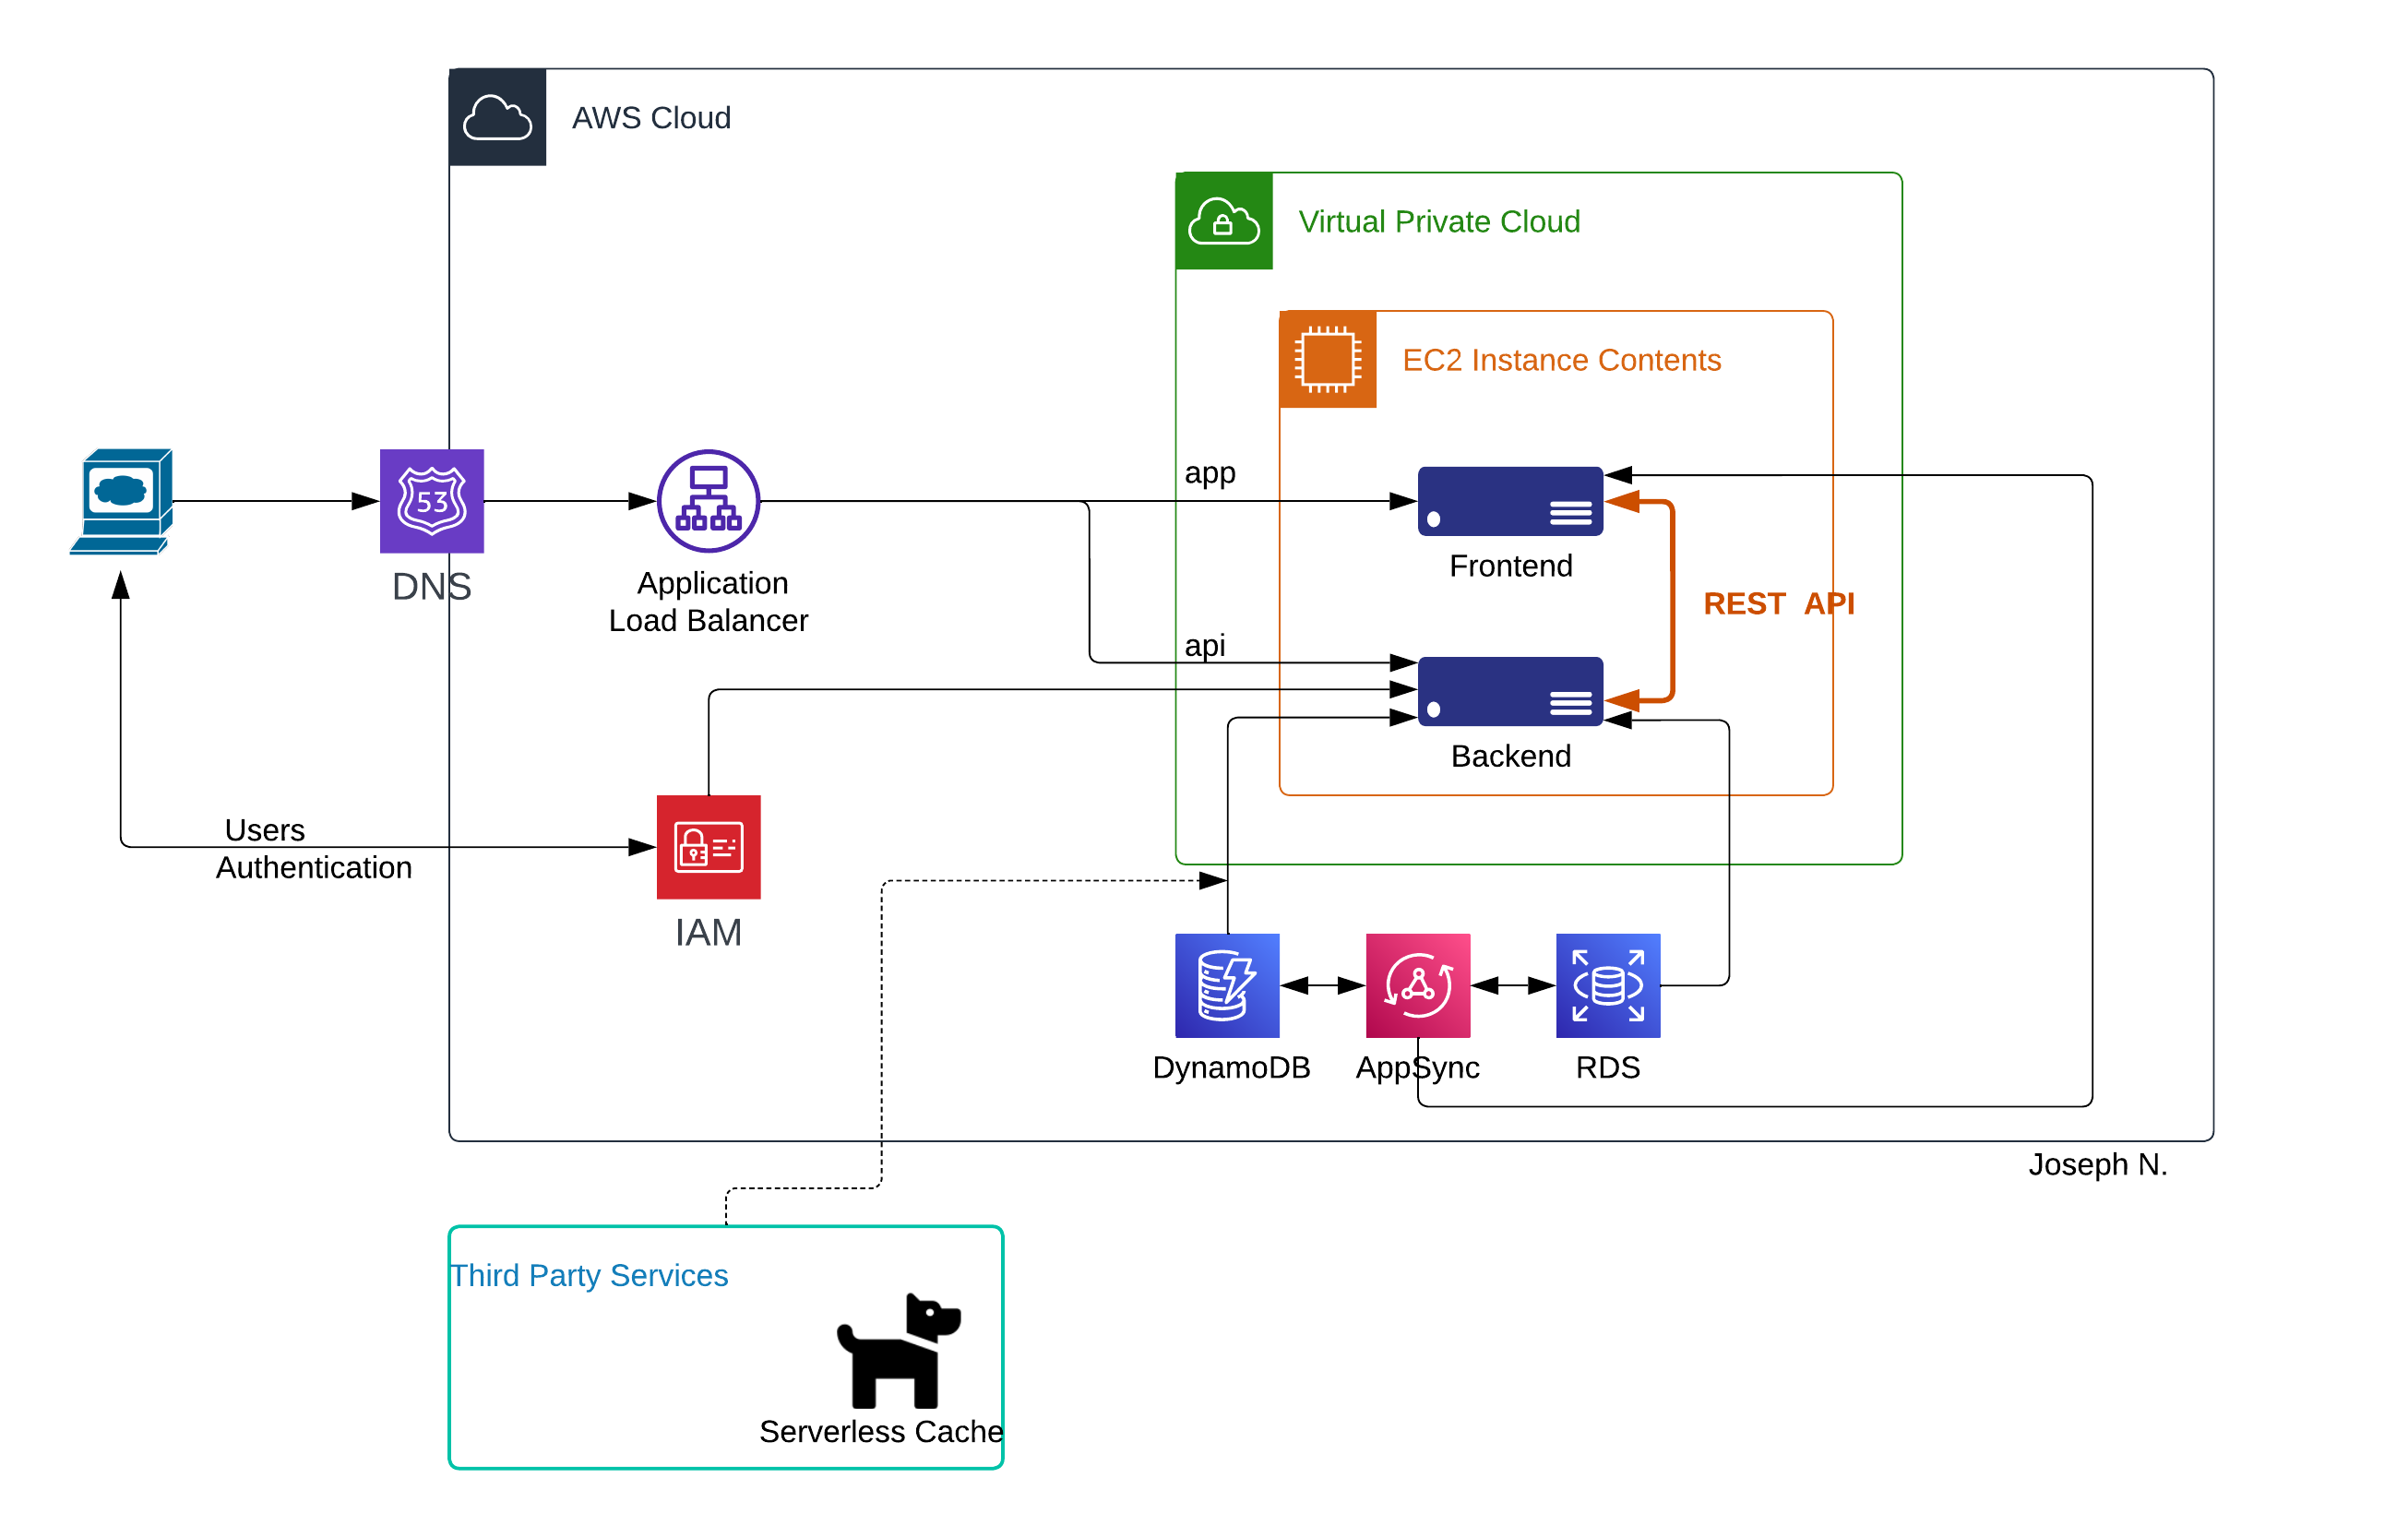 AWS Cloud
Virtual Private Cloud
EC2 Instance Contents
53
DNS
Application
Load Balancer
app
Frontend
REST API
api
Backend
Users
Authentication
IAM
DynamoDB
AppSync
RDS
Joseph N.
Third Party Services
Serverless Cache